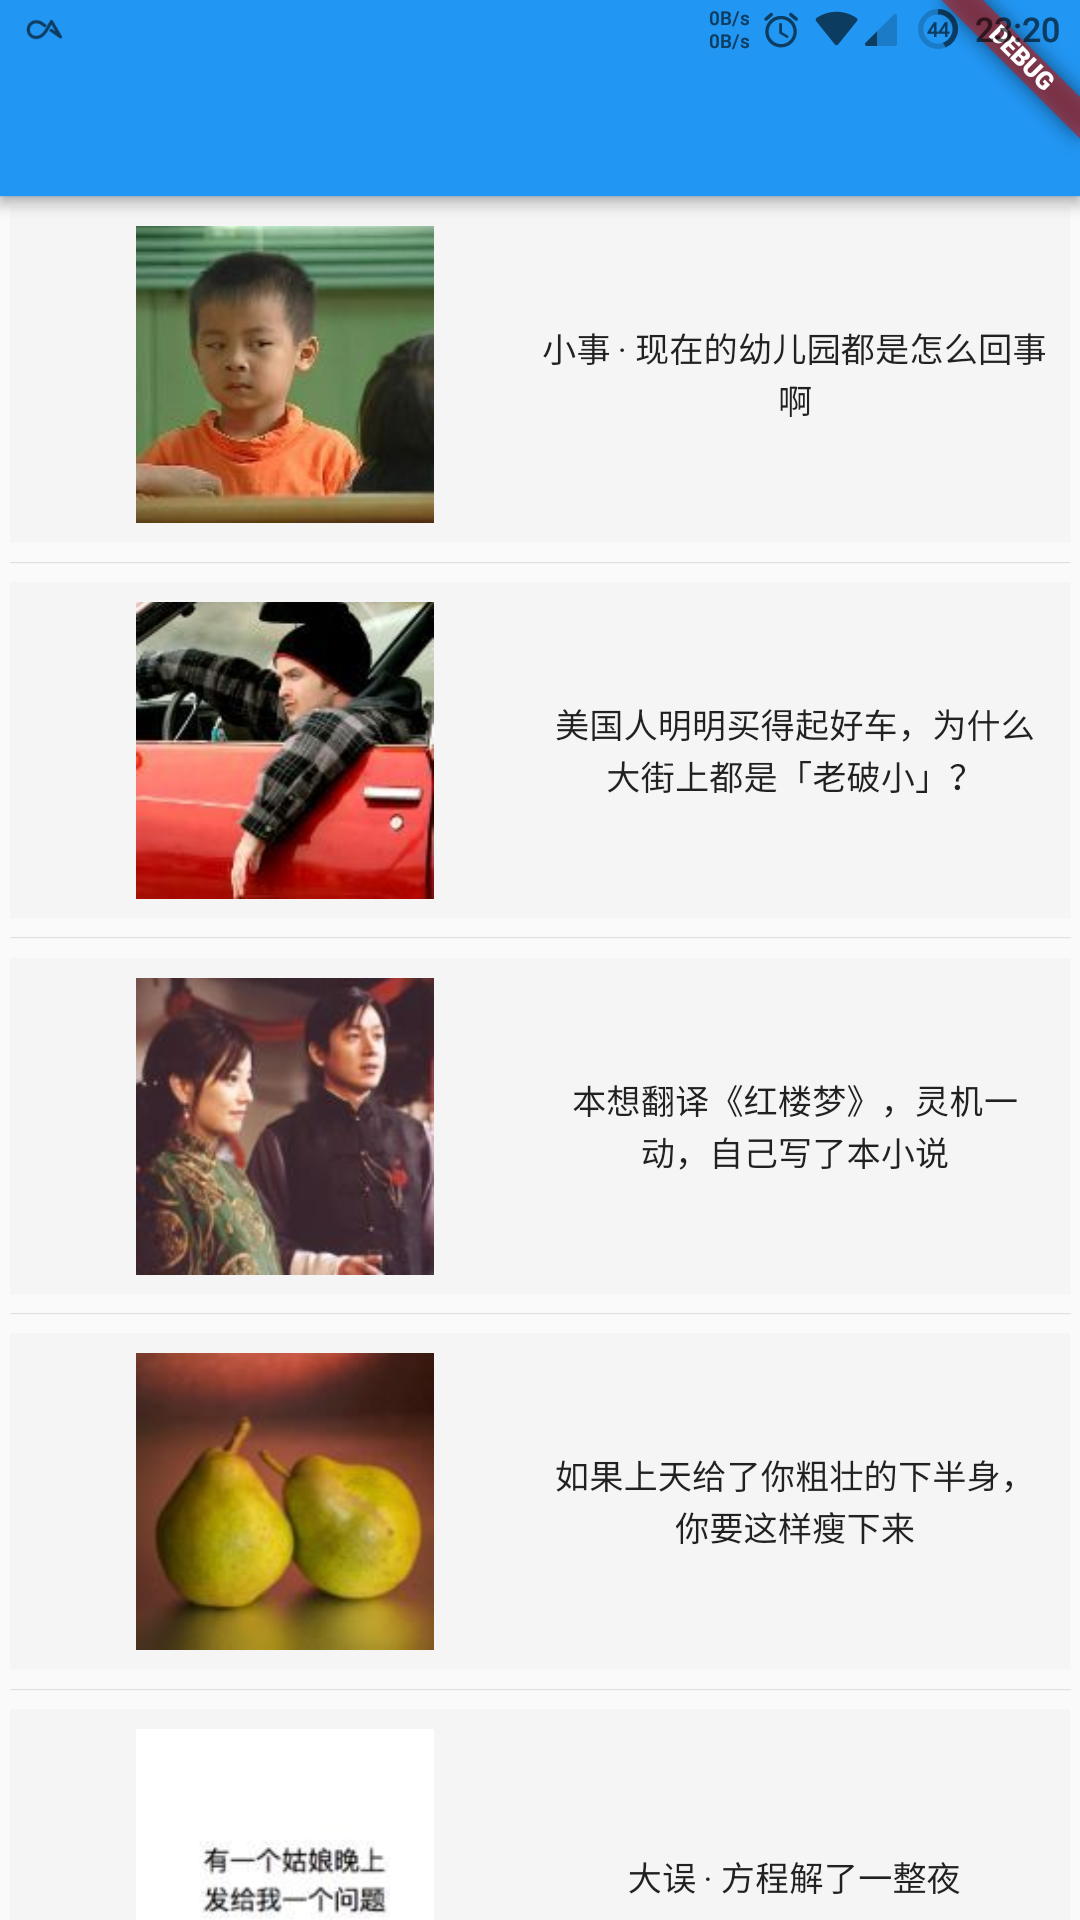 0B/s
0B/s
44
23:20
DEBUG
小事 · 现在的幼儿园都是怎么回事
啊
美国人明明买得起好车，为什么
大街上都是「老破小」？
本想翻译《红楼梦》，灵机一
动，自己写了本小说
如果上天给了你粗壮的下半身，
你要这样瘦下来
有一个姑娘晚上
发给我一个问题
大误 · 方程解了一整夜